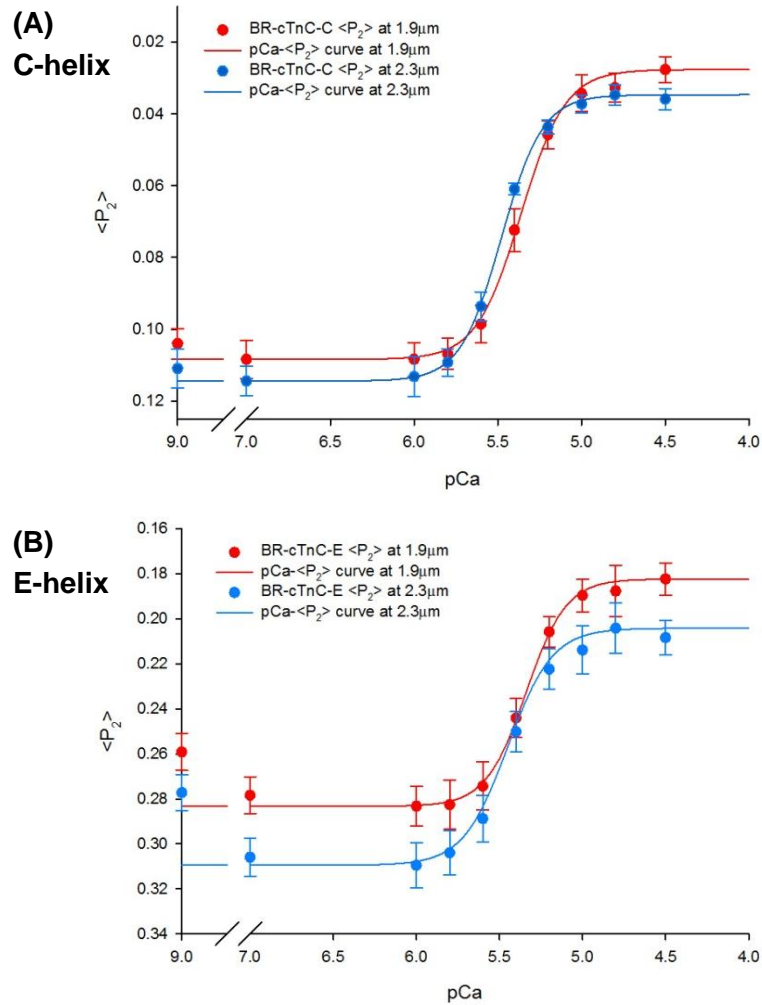 (A)
C-helix
BR-cTnC-C <P₂> at 1.9μm
pCa-<P₂> curve at 1.9μm
BR-cTnC-C <P₂> at 2.3μm
pCa-<P₂> curve at 2.3μm
0.02
0.04
0.06
0.08
0.10
0.12
<P₂>
9.0 7.0 6.5 6.0 5.5 5.0 4.5 4.0
pCa
(B)
E-helix
BR-cTnC-E <P₂> at 1.9μm
pCa-<P₂> curve at 1.9μm
BR-cTnC-E <P₂> at 2.3μm
pCa-<P₂> curve at 2.3μm
0.16
0.18
0.20
0.22
0.24
0.26
0.28
0.30
0.32
0.34
<P₂>
9.0 7.0 6.5 6.0 5.5 5.0 4.5 4.0
pCa